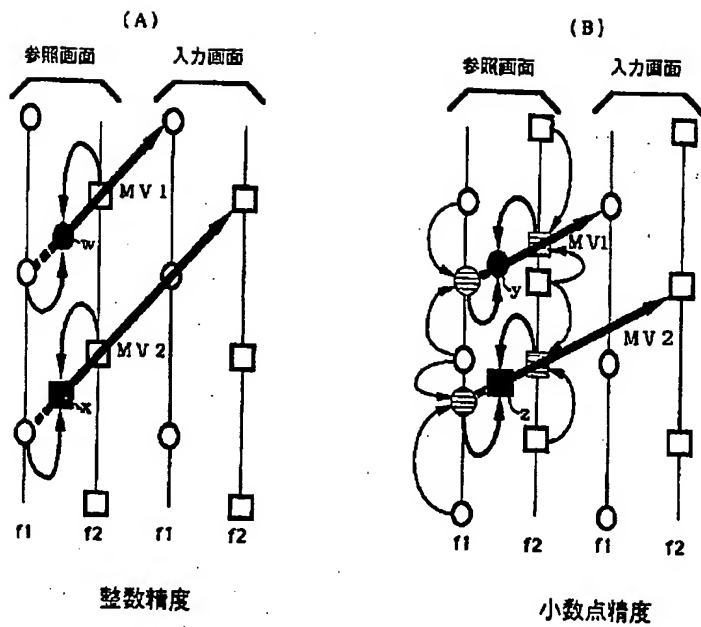 (A)
参照画面 入力画面
MV1
w
MV2
x
f1 f2 f1 f2
整数精度
(B)
参照画面 入力画面
MV1
y
MV2
z
f1 f2 f1 f2
小数点精度